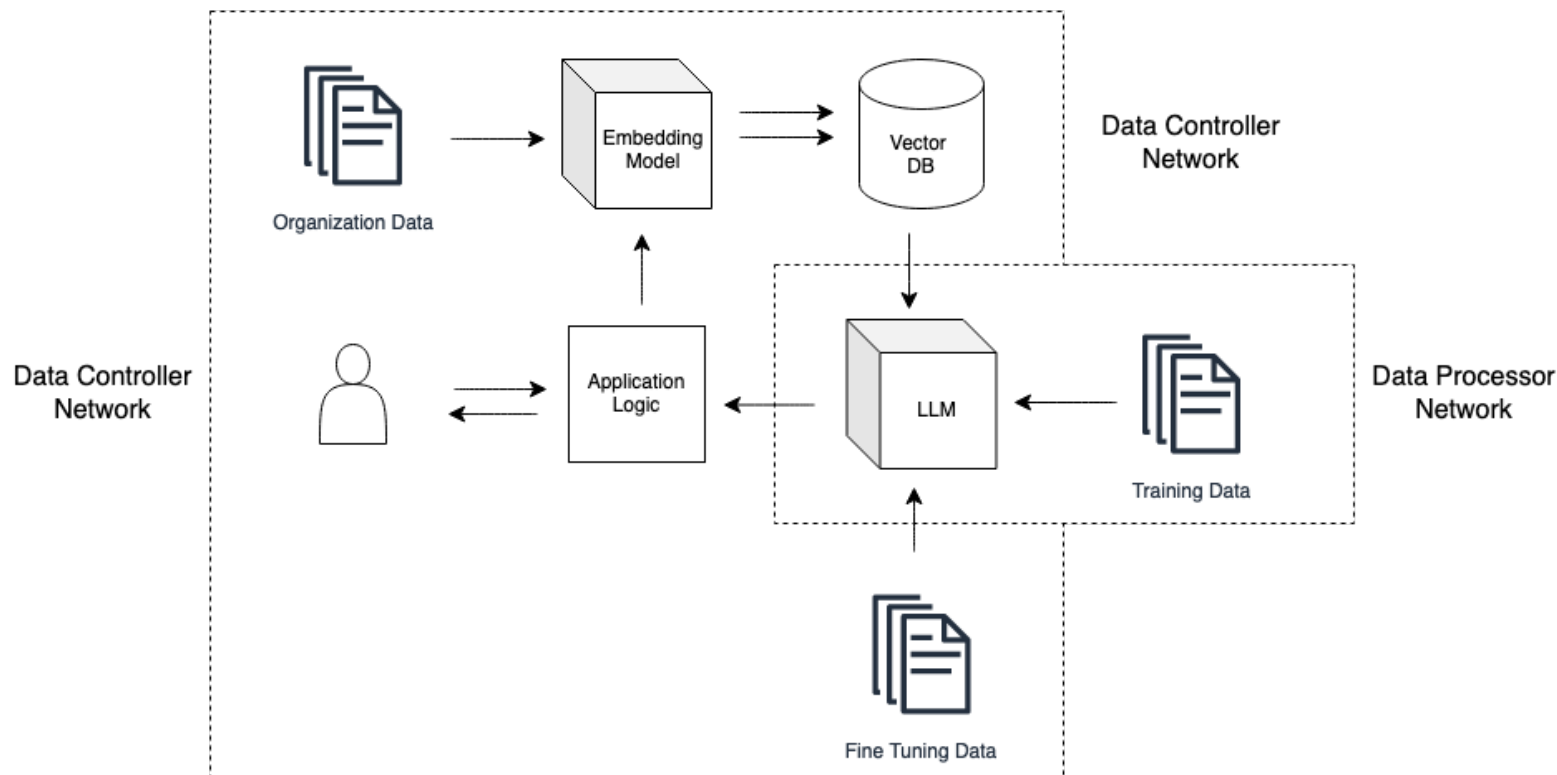 Embedding
Model
Vector
DB
Data Controller
Network
Organization Data
Data Controller
Network
Application
Logic
LLM
Data Processor
Network
Training Data
Fine Tuning Data